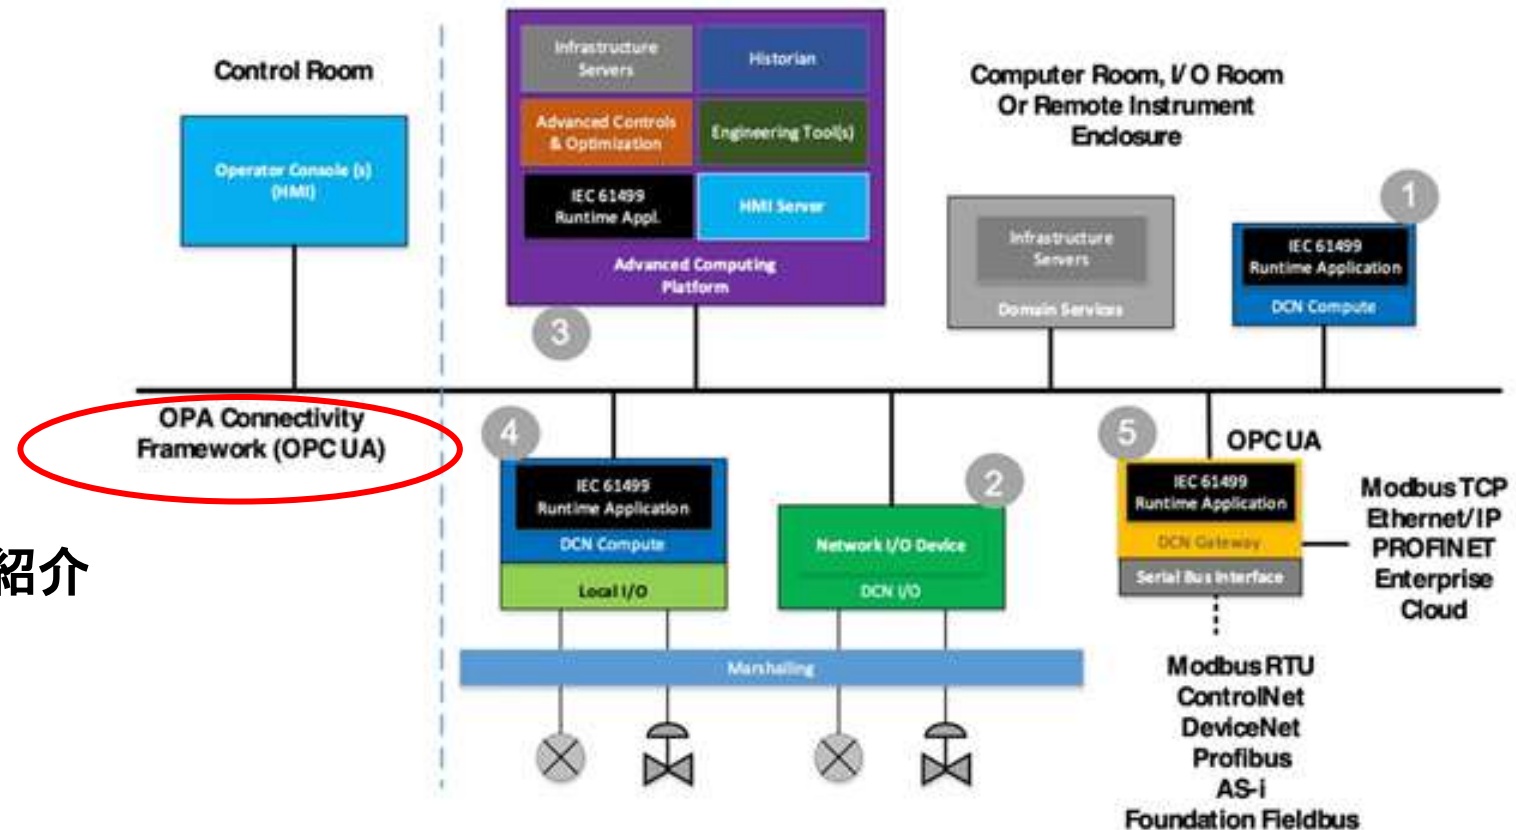 Control Room
Operator Console (s)
(HMI)
Infrastructure
Servers
Historian
Advanced Controls
& Optimization
Engineering Tool(s)
IEC 61499
Runtime Appl.
HMI Server
Advanced Computing
Platform
3
Computer Room, I/O Room
Or Remote Instrument
Enclosure
Infrastructure
Servers
Domain Services
1
IEC 61499
Runtime Application
DCN Compute
OPA Connectivity
Framework (OPC UA)
紹介
4
IEC 61499
Runtime Application
DCN Compute
Local I/O
2
Network I/O Device
DCN I/O
Marshalling
5
OPC UA
IEC 61499
Runtime Application
DCN Gateway
Serial Bus Interface
Modbus TCP
Ethernet/IP
PROFINET
Enterprise
Cloud
Modbus RTU
ControlNet
DeviceNet
Profibus
AS-i
Foundation Fieldbus